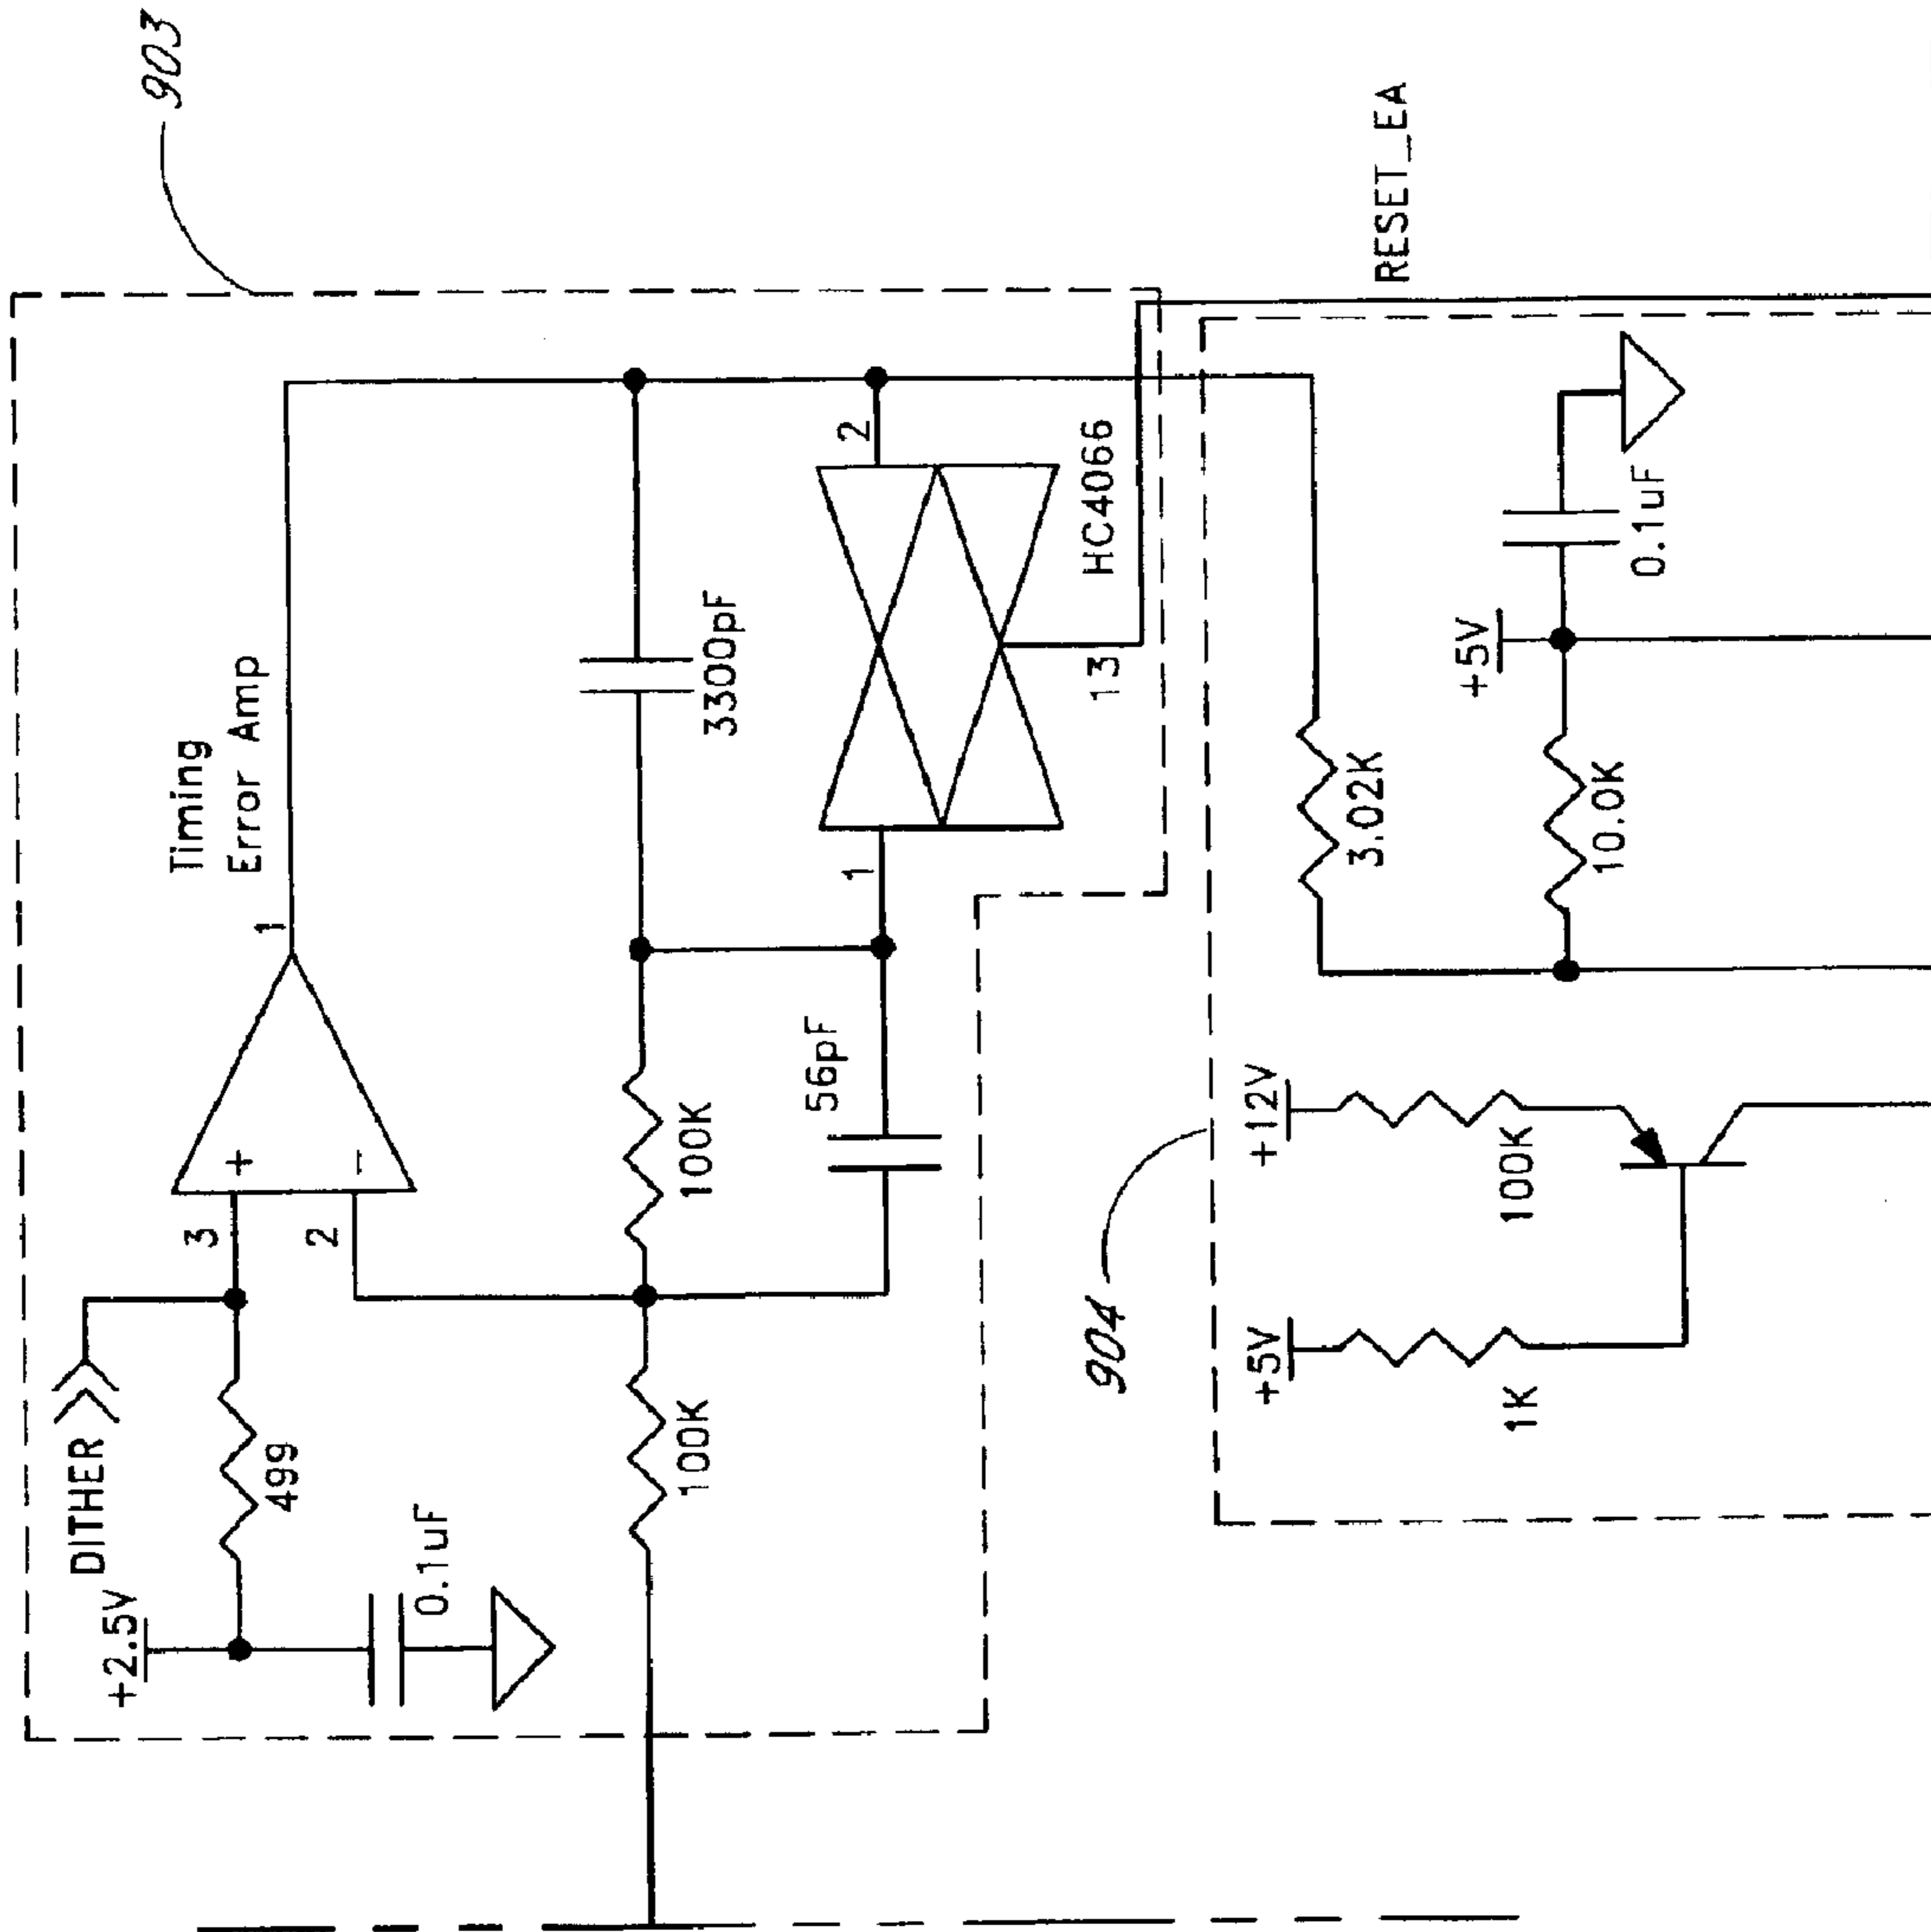 903
DITHER
+2.5V
499
0.1uF
3
2
+
−
1
Timing
Error Amp
100K
100K
56pF
3300pF
1
2
13
HC4066
RESET_EA
904
+5V
1K
+12V
100K
3.02K
10.0K
+5V
0.1uF